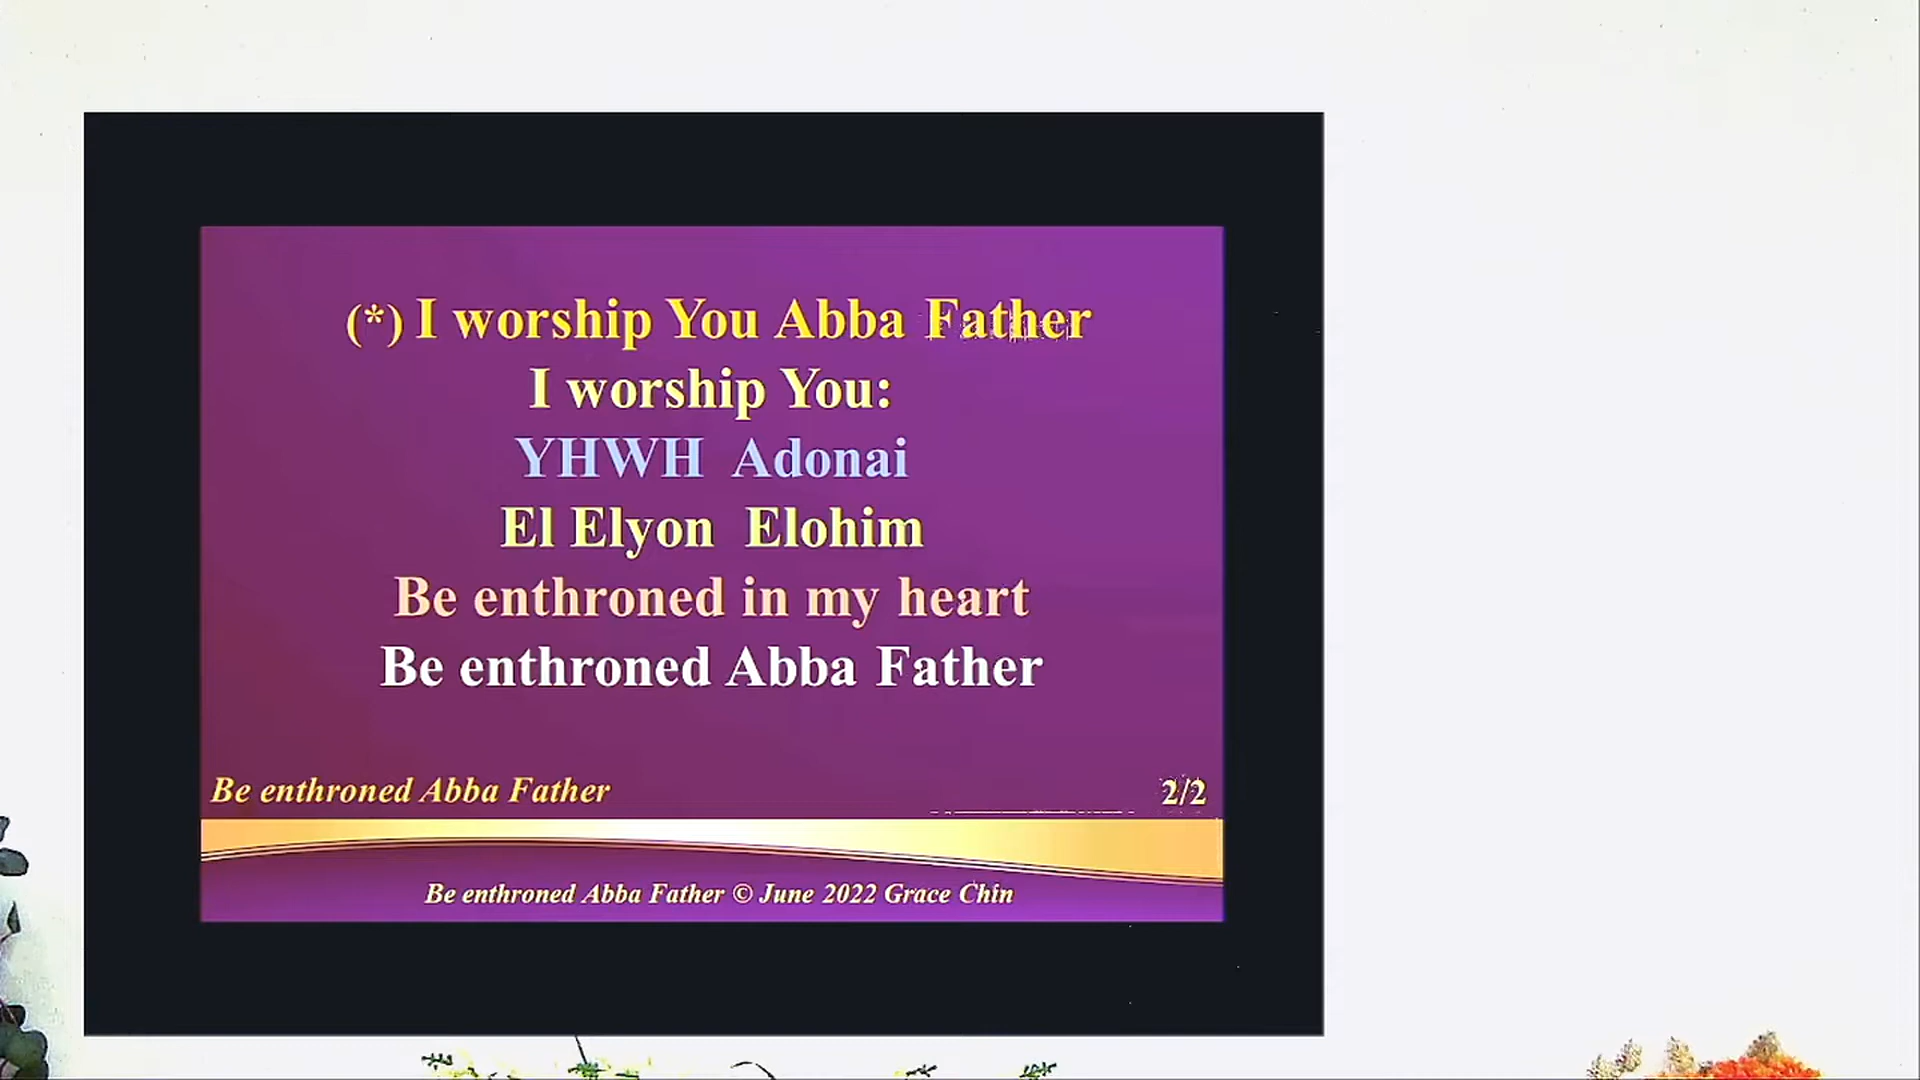 (*) I worship You Abba Father
I worship You:
YHWH Adonai
El Elyon Elohim
Be enthroned in my heart
Be enthroned Abba Father
Be enthroned Abba Father
2/2
Be enthroned Abba Father © June 2022 Grace Chin